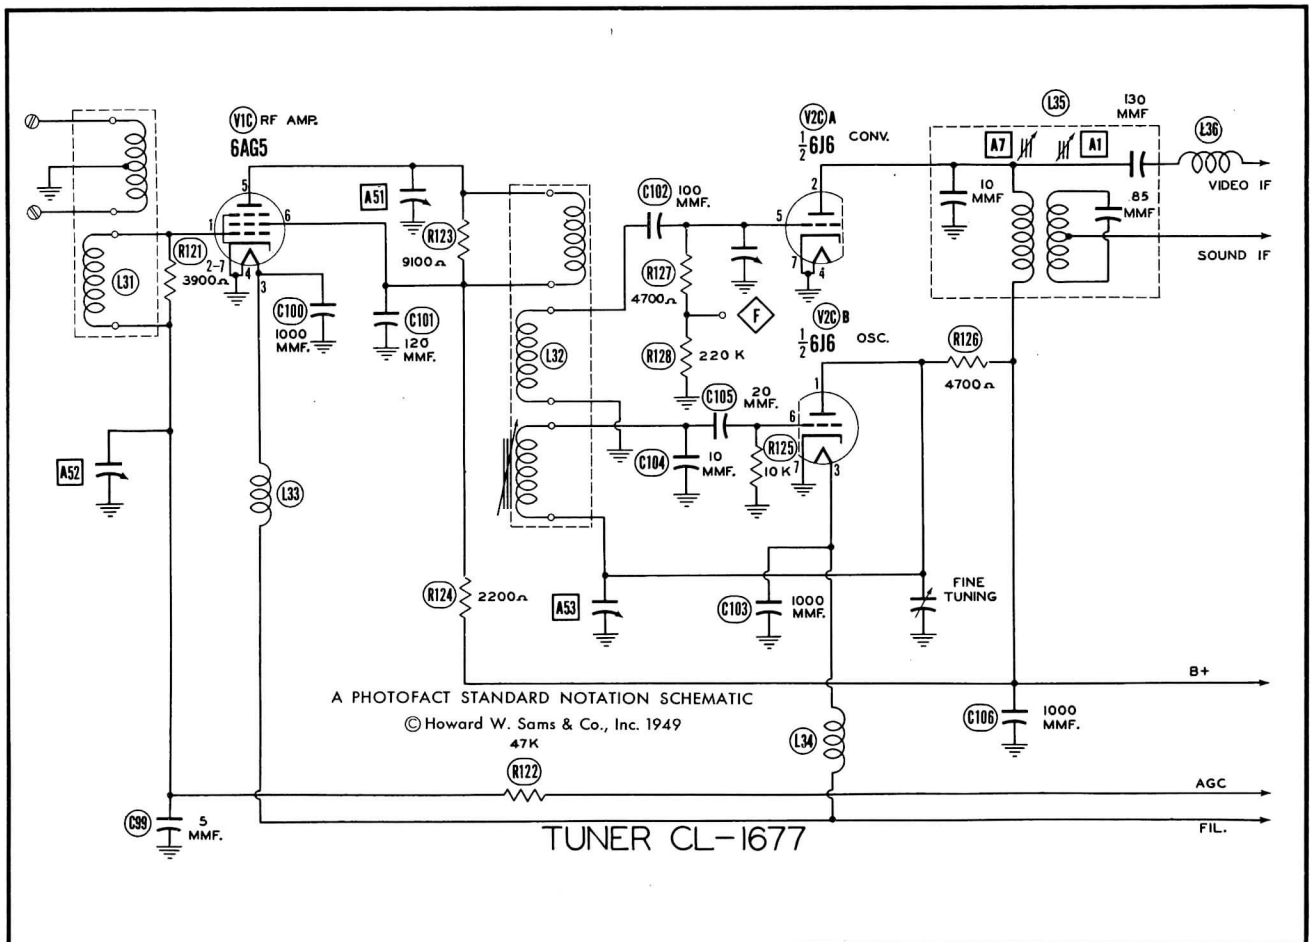 V1C RF AMP.
6AG5
5
1
6
2-7
4
3
L31
R121
3900Ω
A51
R123
9100Ω
C100
1000
MMF.
C101
120
MMF.
A52
L33
C102 100
MMF.
L32
R127
4700Ω
F
R128 220 K
C105 20
MMF.
C104 10
MMF.
R125
10 K
V2C A
½ 6J6 CONV.
2
5
7
4
V2C B
½ 6J6 OSC.
1
6
7
3
L35
A7 A1
130
MMF
L36
VIDEO IF
10
MMF
.85
MMF
SOUND IF
R126
4700Ω
R124 2200Ω
A53
C103 1000
MMF.
FINE
TUNING
B+
A PHOTOFACT STANDARD NOTATION SCHEMATIC
© Howard W. Sams & Co., Inc. 1949
47K
R122
L34
C106 1000
MMF.
AGC
C99 5
MMF.
FIL.
TUNER CL-1677